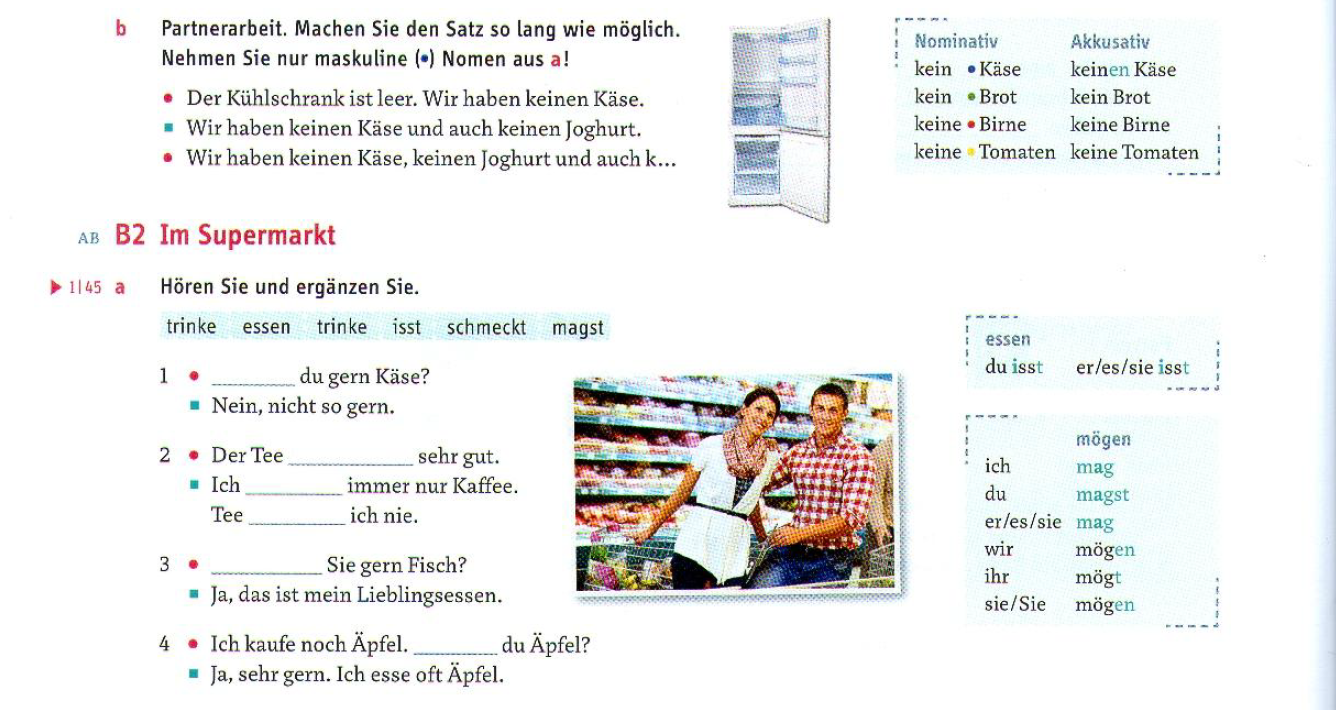 b Partnerarbeit. Machen Sie den Satz so lang wie möglich.
Nehmen Sie nur maskuline (•) Nomen aus a!
• Der Kühlschrank ist leer. Wir haben keinen Käse.
▪ Wir haben keinen Käse und auch keinen Joghurt.
• Wir haben keinen Käse, keinen Joghurt und auch k...
Nominativ Akkusativ
kein • Käse keinen Käse
kein • Brot kein Brot
keine • Birne keine Birne
keine • Tomaten keine Tomaten
AB B2 Im Supermarkt
▶ 1|45 a Hören Sie und ergänzen Sie.
trinke essen trinke isst schmeckt magst
1 • ________ du gern Käse?
▪ Nein, nicht so gern.
2 • Der Tee ____________ sehr gut.
▪ Ich _________ immer nur Kaffee.
Tee _________ ich nie.
3 • ___________ Sie gern Fisch?
▪ Ja, das ist mein Lieblingsessen.
4 • Ich kaufe noch Äpfel. ________ du Äpfel?
▪ Ja, sehr gern. Ich esse oft Äpfel.
essen
du isst er/es/sie isst
mögen
ich mag
du magst
er/es/sie mag
wir mögen
ihr mögt
sie/Sie mögen